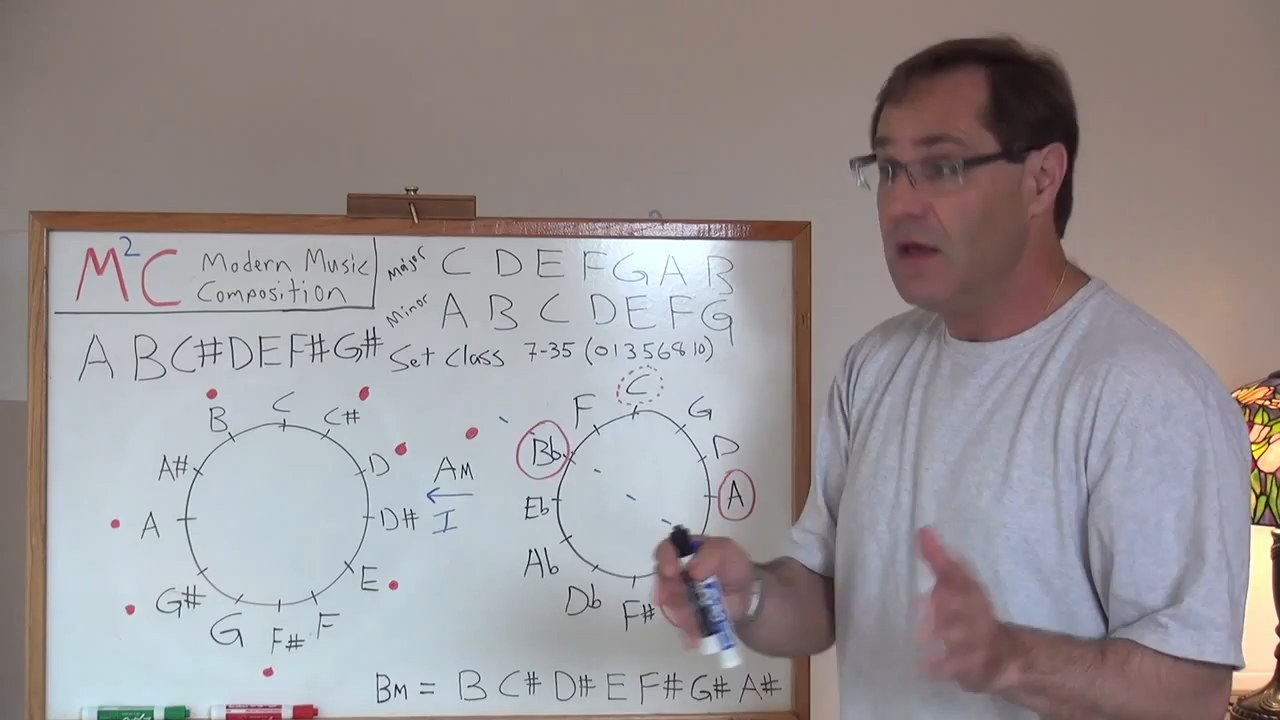 M²C Modern Music Composition
Major C D E F G A B
Minor A B C D E F G
A B C# D E F# G#
Set Class 7-35 (013568 10)
C
C#
D
D#
E
F
F#
G
G#
A
A#
B
AM
I
C
G
D
A
F#
Db
Ab
Eb
Bb
F
BM = B C# D# E F# G# A#